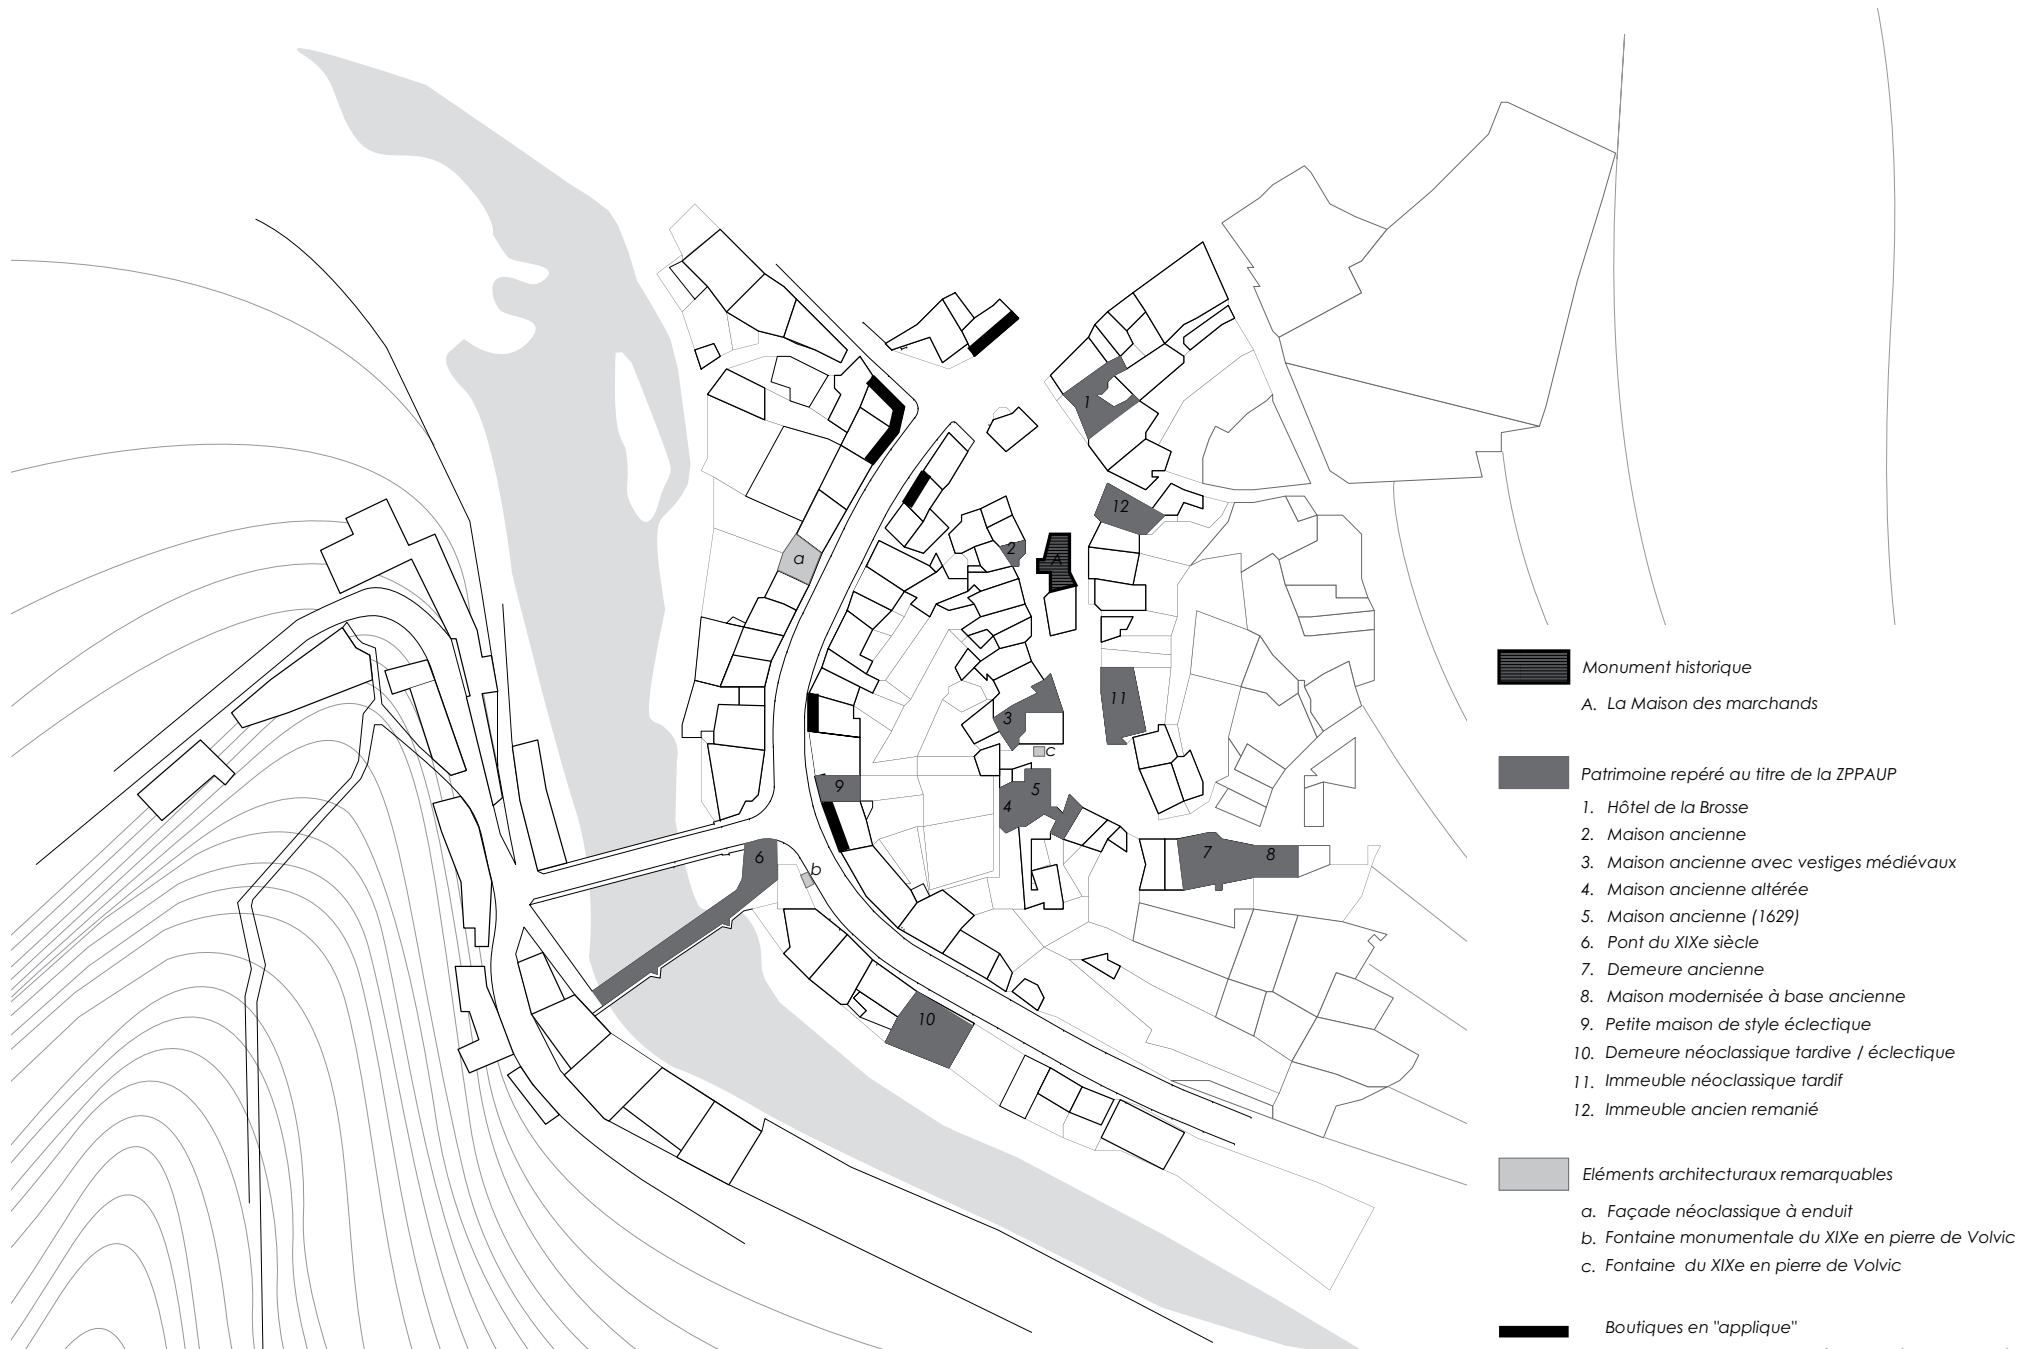 1
12
2
A
a
11
3
c
9
5
4
6
b
7
8
10
Monument historique
A. La Maison des marchands
Patrimoine repéré au titre de la ZPPAUP
1. Hôtel de la Brosse
2. Maison ancienne
3. Maison ancienne avec vestiges médiévaux
4. Maison ancienne altérée
5. Maison ancienne (1629)
6. Pont du XIXe siècle
7. Demeure ancienne
8. Maison modernisée à base ancienne
9. Petite maison de style éclectique
10. Demeure néoclassique tardive / éclectique
11. Immeuble néoclassique tardif
12. Immeuble ancien remanié
Eléments architecturaux remarquables
a. Façade néoclassique à enduit
b. Fontaine monumentale du XIXe en pierre de Volvic
c. Fontaine du XIXe en pierre de Volvic
Boutiques en "applique"